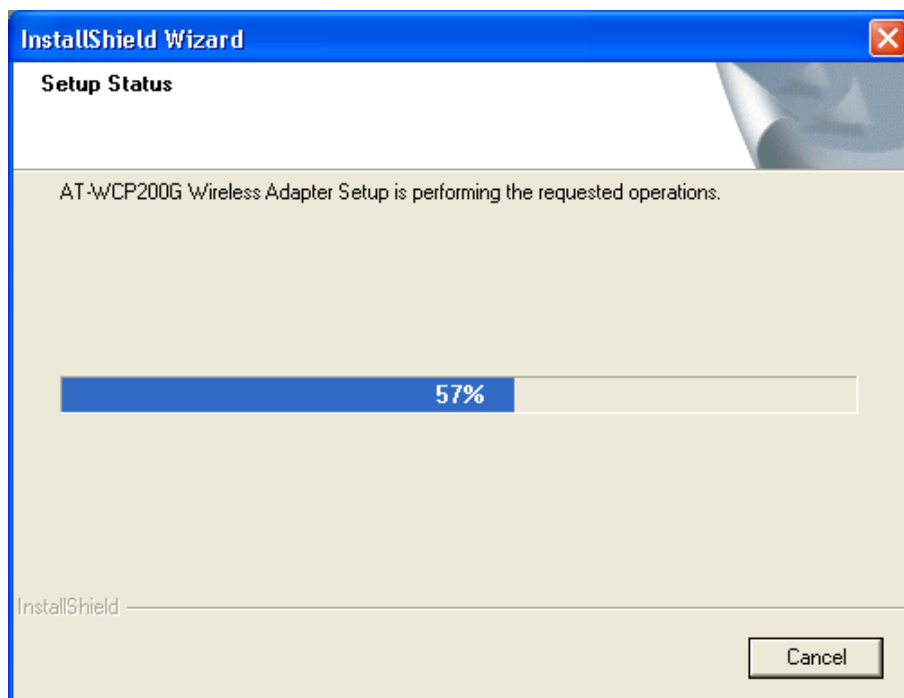 InstallShield Wizard
Setup Status
AT-WCP200G Wireless Adapter Setup is performing the requested operations.
57%
InstallShield
Cancel